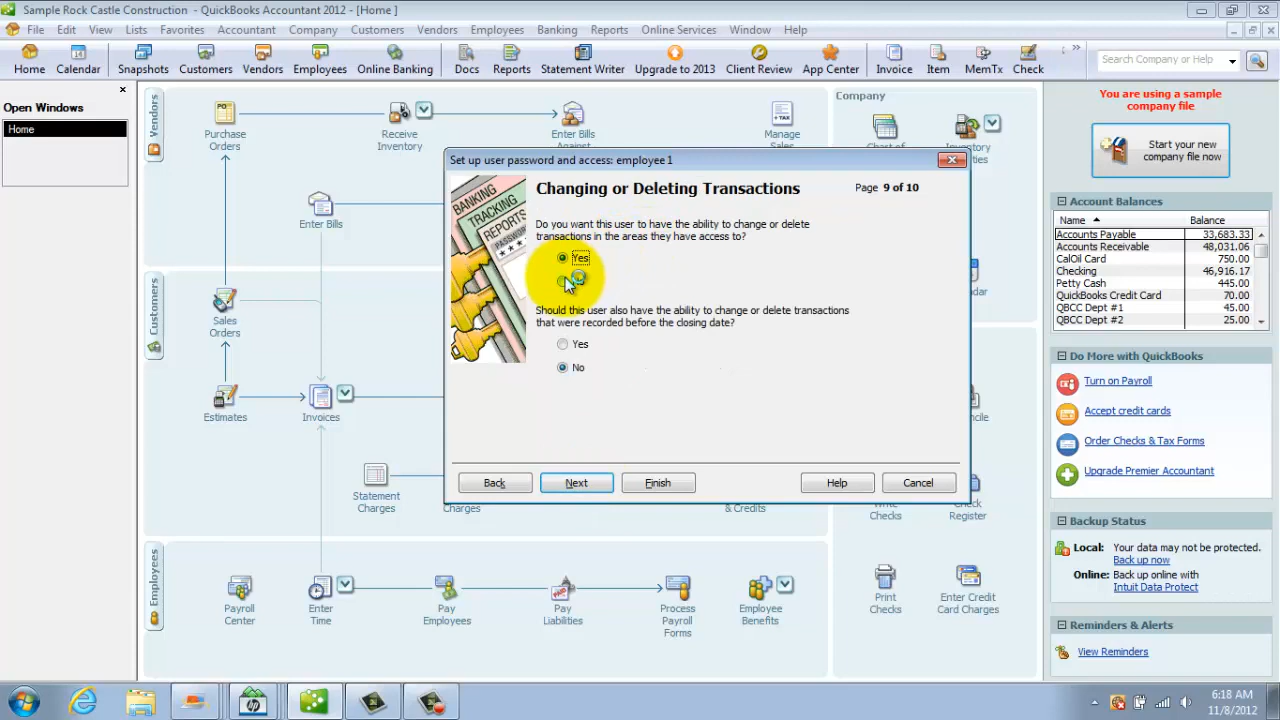 Sample Rock Castle Construction - QuickBooks Accountant 2012 - [Home ]
File Edit View Lists Favorites Accountant Company Customers Vendors Employees Banking Reports Online Services Window Help
Home Calendar Snapshots Customers Vendors Employees Online Banking Docs Reports Statement Writer Upgrade to 2013 Client Review App Center Invoice Item MemTx Check
Search Company or Help
Open Windows
Home
Vendors
Purchase
Orders
Receive
Inventory
Enter Bills
Against
Manage
Sales
Enter Bills
Company
Chart of
Inventory
Activities
Customers
Sales
Orders
Estimates
Invoices
Statement
Charges
Charges
& Credits
Write
Checks
Check
Register
Employees
Payroll
Center
Enter
Time
Pay
Employees
Pay
Liabilities
Process
Payroll
Forms
Employee
Benefits
Print
Checks
Enter Credit
Card Charges
Set up user password and access: employee 1
BANKING
TRACKING
REPORTS
PASSWORD
Changing or Deleting Transactions
Page 9 of 10
Do you want this user to have the ability to change or delete
transactions in the areas they have access to?
Yes
Should this user also have the ability to change or delete transactions
that were recorded before the closing date?
Yes
No
Back Next Finish Help Cancel
You are using a
sample
company file
Start your new
company file now
Account Balances
Name Balance
Accounts Payable 33,683.33
Accounts Receivable 48,031.06
CalOil Card 750.00
Checking 46,916.17
Petty Cash 445.00
QuickBooks Credit Card 70.00
QBCC Dept #1 45.00
QBCC Dept #2 25.00
Do More with QuickBooks
Turn on Payroll
Accept credit cards
Order Checks & Tax Forms
Upgrade Premier Accountant
Backup Status
Local: Your data may not be protected.
Back up now
Online: Back up online with
Intuit Data Protect
Reminders & Alerts
View Reminders
6:18 AM
11/8/2012